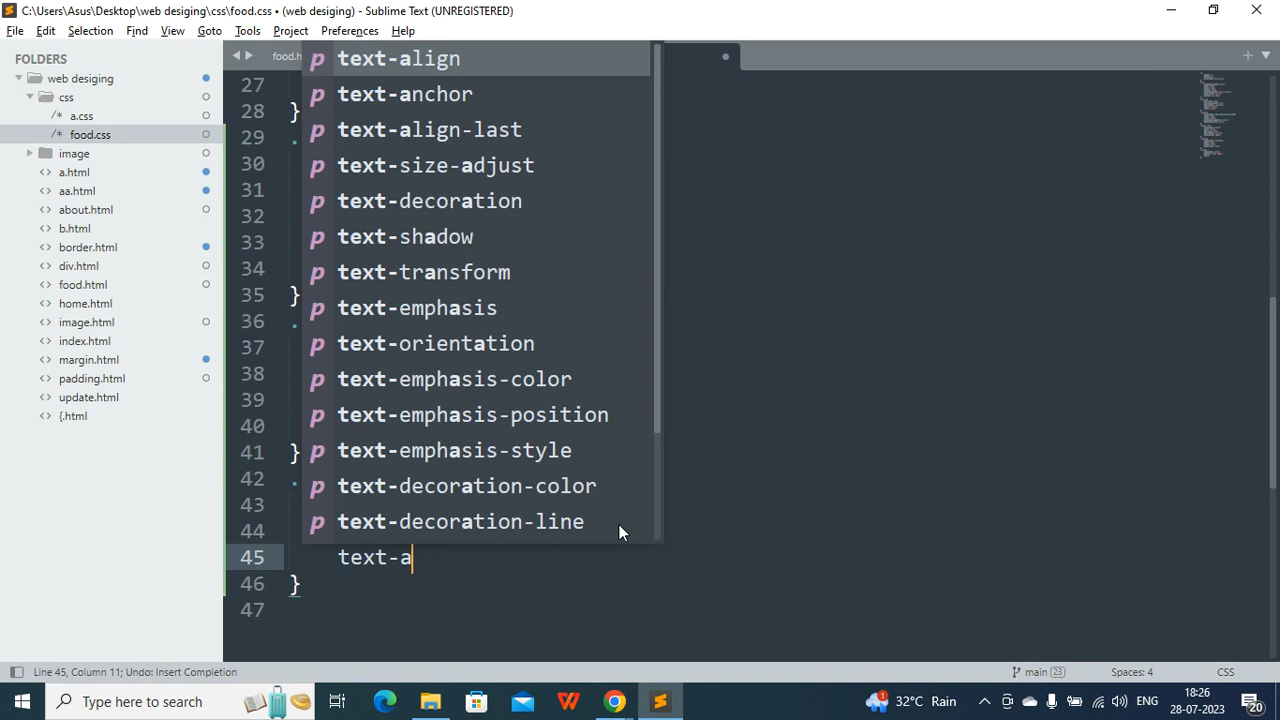 C:\Users\Asus\Desktop\web desiging\css\food.css • (web desiging) - Sublime Text (UNREGISTERED)
File Edit Selection Find View Goto Tools Project Preferences Help
FOLDERS
web desiging
css
/* a.css
/* food.css
image
<> a.html
<> aa.html
<> about.html
<> b.html
<> border.html
<> div.html
<> food.html
<> home.html
<> image.html
<> index.html
<> margin.html
<> padding.html
<> update.html
<> {.html
food.h
27
28 }
29 .
30
31
32
33
34
35 }
36 .
37
38
39
40
41 }
42 .
43
44
45 text-a
46 }
47
p text-align
p text-anchor
p text-align-last
p text-size-adjust
p text-decoration
p text-shadow
p text-transform
p text-emphasis
p text-orientation
p text-emphasis-color
p text-emphasis-position
p text-emphasis-style
p text-decoration-color
p text-decoration-line
Line 45, Column 11; Undo: Insert Completion
main 23
Spaces: 4
CSS
Type here to search
1
32°C Rain
ENG
18:26
28-07-2023
20